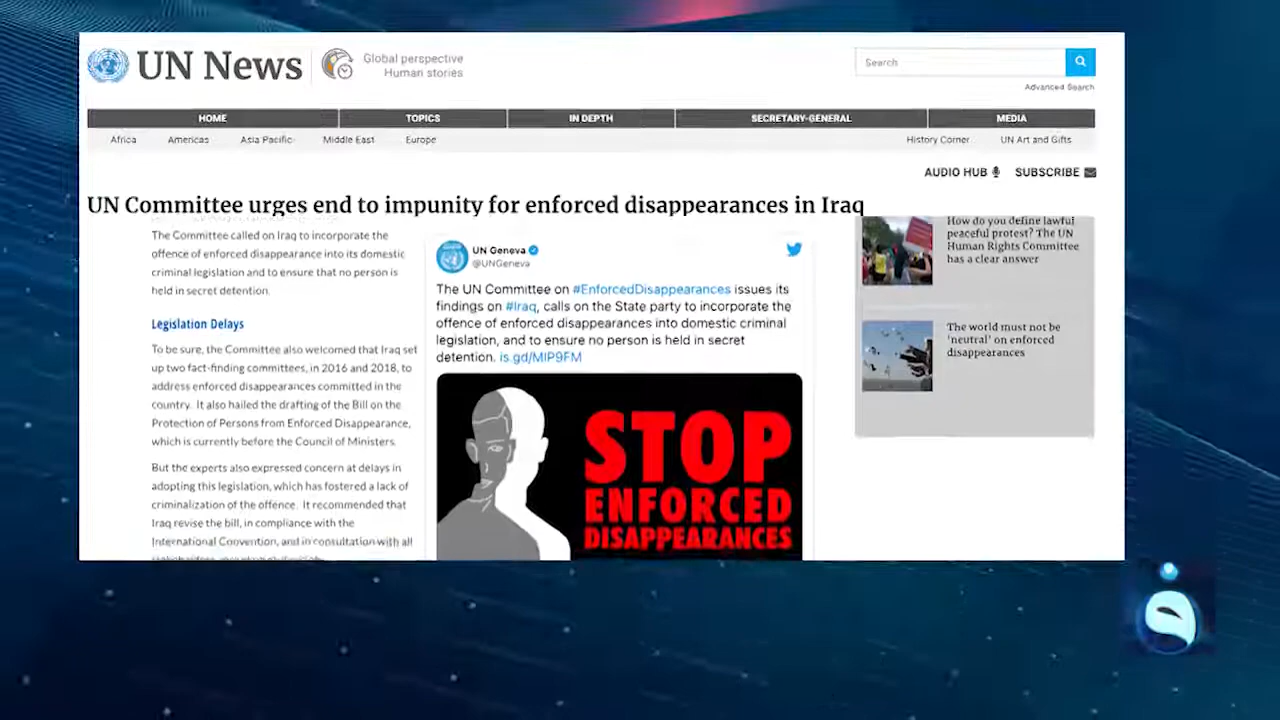 UN News
Global perspective
Human stories
Search
Advanced Search
HOME
TOPICS
IN DEPTH
SECRETARY-GENERAL
MEDIA
Africa
Americas
Asia Pacific
Middle East
Europe
History Corner
UN Art and Gifts
AUDIO HUB
SUBSCRIBE
UN Committee urges end to impunity for enforced disappearances in Iraq
The Committee called on Iraq to incorporate the
offence of enforced disappearance into its domestic
criminal legislation and to ensure that no person is
held in secret detention.
Legislation Delays
To be sure, the Committee also welcomed that Iraq set
up two fact-finding committees, in 2016 and 2018, to
address enforced disappearances committed in the
country. It also hailed the drafting of the Bill on the
Protection of Persons from Enforced Disappearance,
which is currently before the Council of Ministers.
But the experts also expressed concern at delays in
adopting this legislation, which has fostered a lack of
criminalization of the offence. It recommended that
Iraq revise the bill, in compliance with the
International Convention, and in consultation with all
UN Geneva
@UNGeneva
The UN Committee on #EnforcedDisappearances issues its
findings on #Iraq, calls on the State party to incorporate the
offence of enforced disappearances into domestic criminal
legislation, and to ensure no person is held in secret
detention. is.gd/MIP9FM
STOP
ENFORCED
DISAPPEARANCES
How do you define lawful
peaceful protest? The UN
Human Rights Committee
has a clear answer
The world must not be
'neutral' on enforced
disappearances